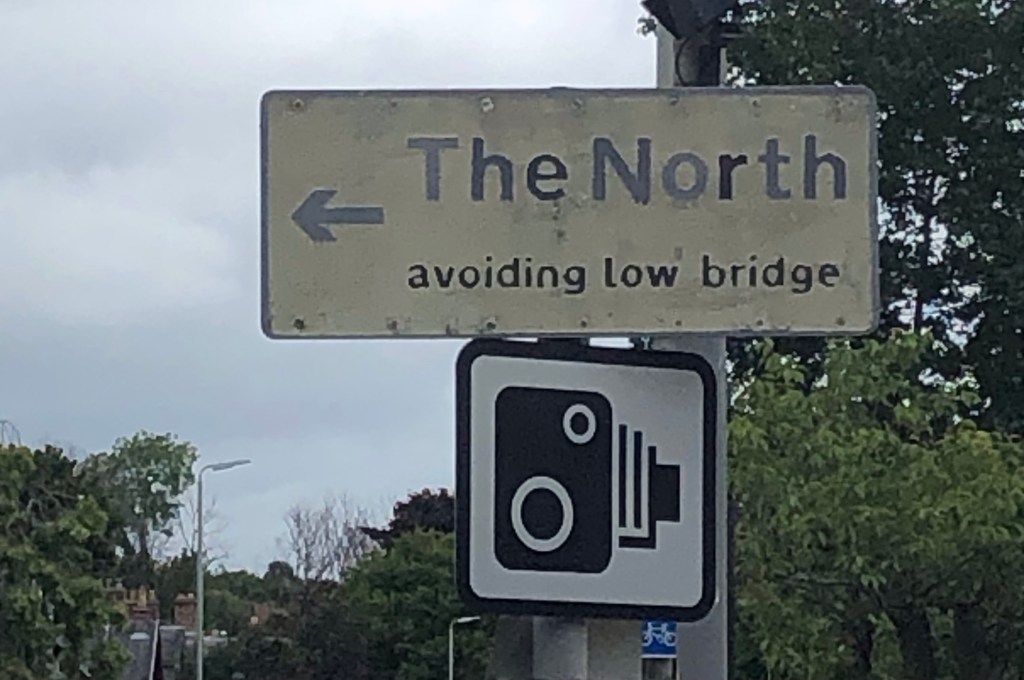 The North
avoiding low bridge